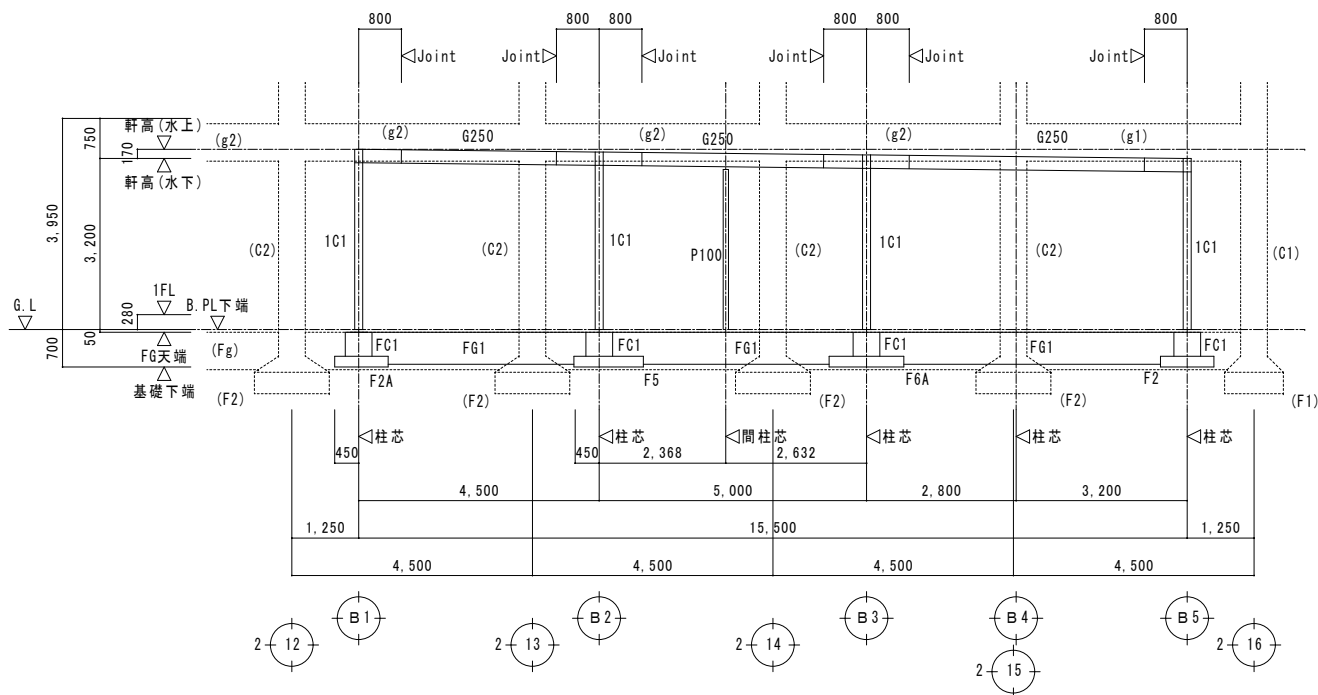 800 800 800 800 800 800
Joint Joint Joint Joint Joint Joint
軒高(水上)
750
170
(g2) (g2) G250 (g2) G250 (g2) G250 (g1)
軒高(水下)
3,950
3,200
(C2) 1C1 (C2) 1C1 P100 (C2) 1C1 (C2) 1C1 (C1)
1FL
G.L
280
B.PL下端
50
700
FG天端
(Fg)
FC1 FG1 FC1 FG1 FC1 FG1 FC1
基礎下端
F2A F5 F6A F2
(F2) (F2) (F2) (F2) (F1)
柱芯 柱芯 間柱芯 柱芯 柱芯 柱芯
450 450 2,368 2,632
4,500 5,000 2,800 3,200
1,250 15,500 1,250
4,500 4,500 4,500 4,500
B1 B2 B3 B4 B5
2 12 2 13 2 14 2 16
2 15